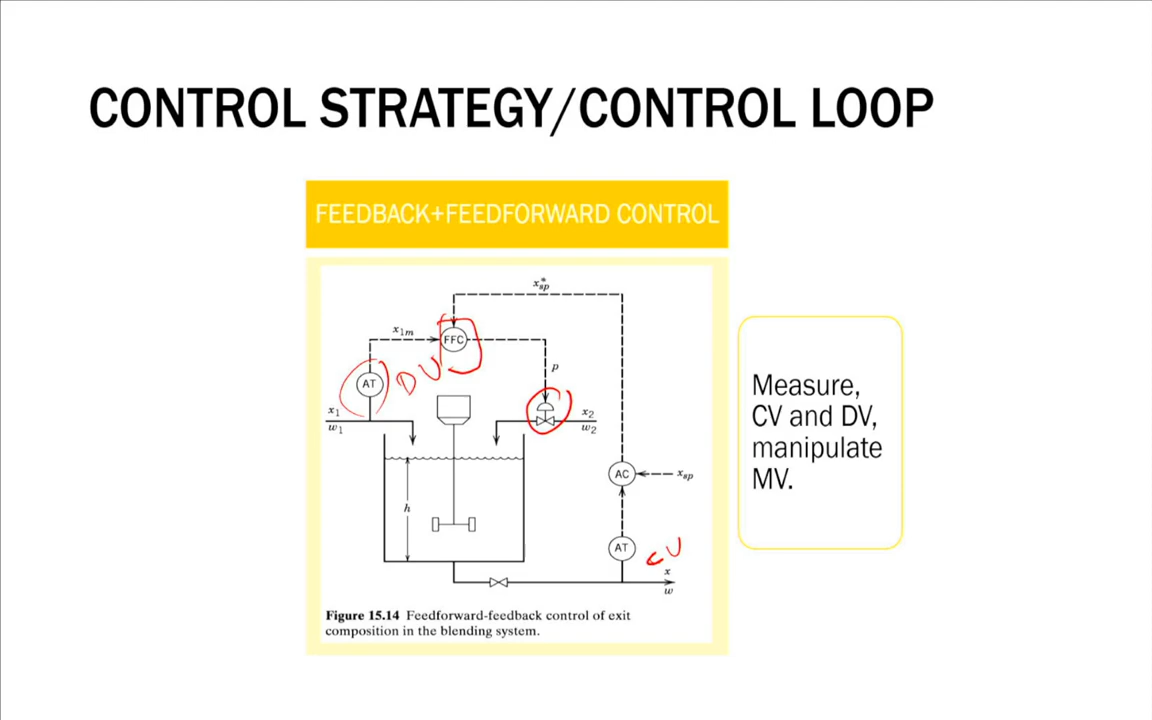 CONTROL STRATEGY/CONTROL LOOP
FEEDBACK+FEEDFORWARD CONTROL
x*sp
x1m
FFC
p
AT
DV
x1
w1
x2
w2
AC
xsp
h
AT
CV
x
w
Figure 15.14 Feedforward-feedback control of exit
composition in the blending system.
Measure,
CV and DV,
manipulate
MV.